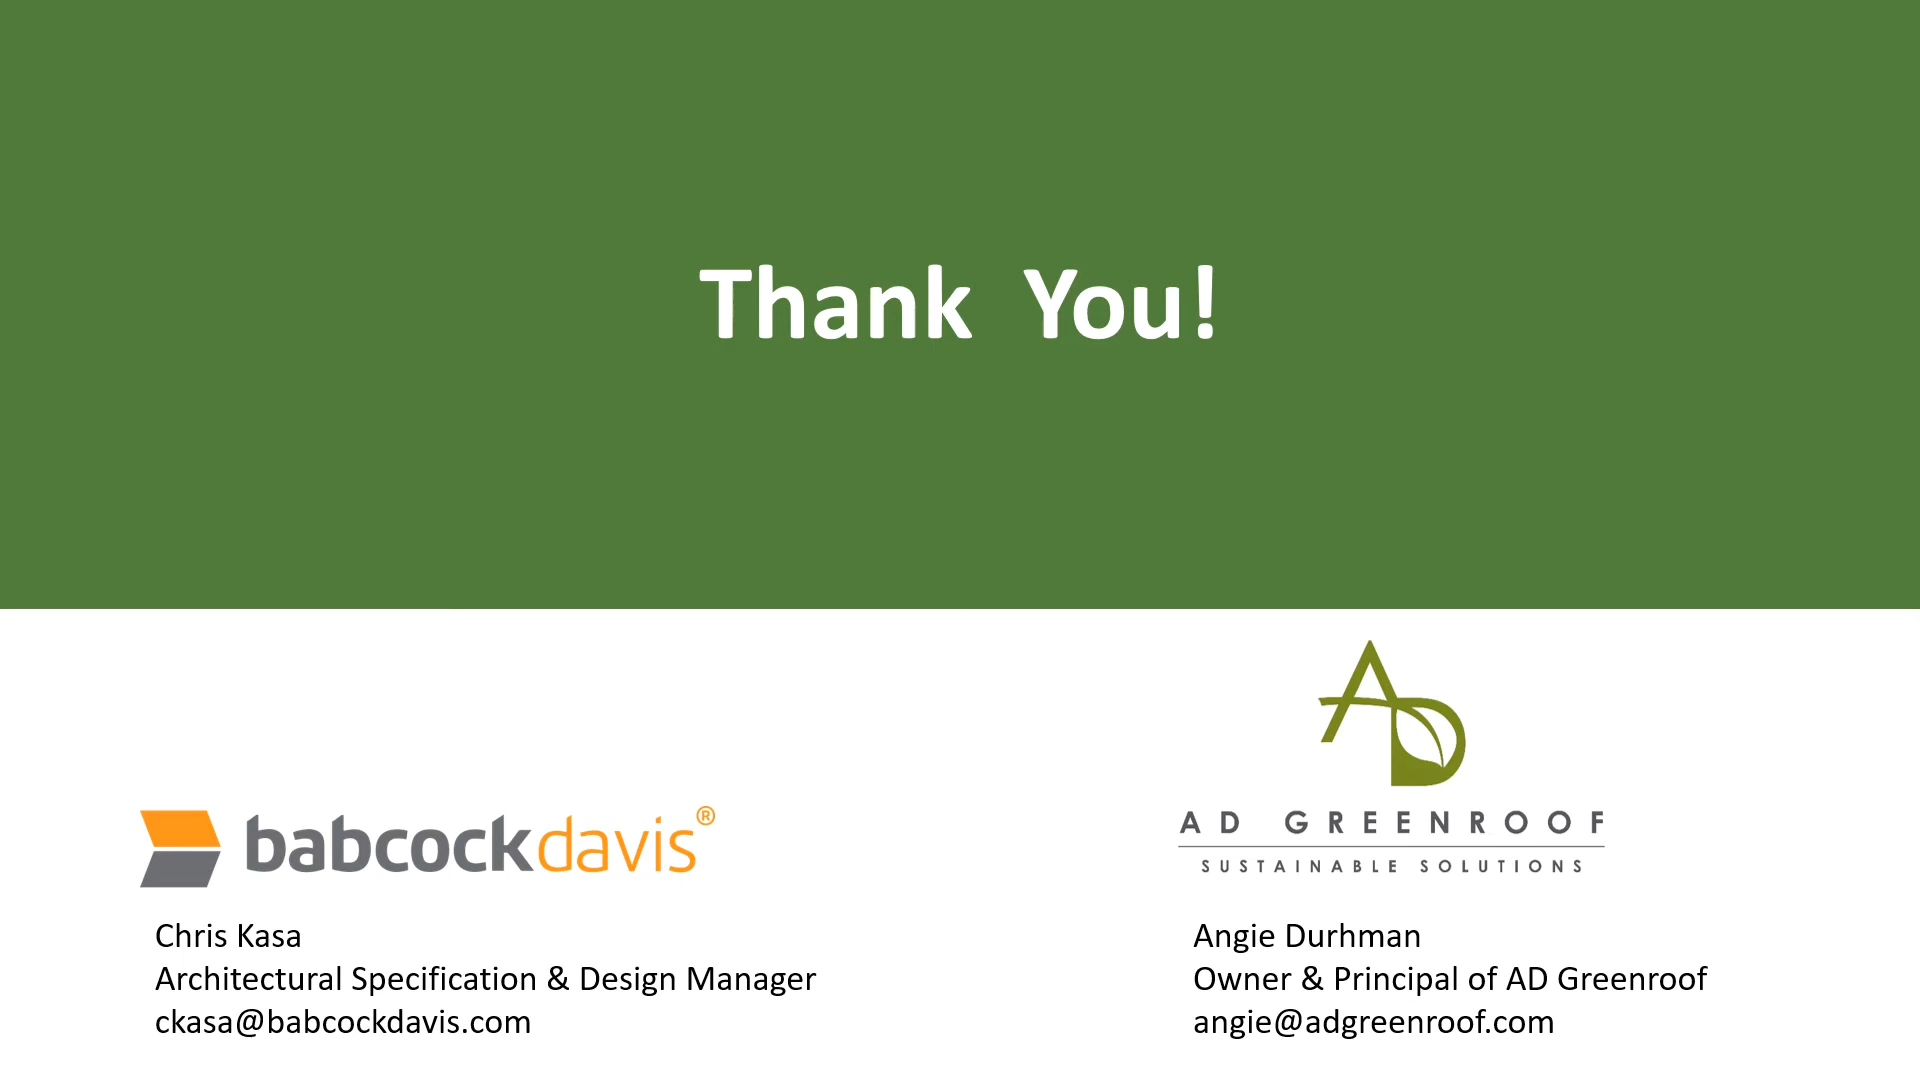 Thank You!
babcockdavis®
Chris Kasa
Architectural Specification & Design Manager
ckasa@babcockdavis.com
AD
AD GREENROOF
SUSTAINABLE SOLUTIONS
Angie Durhman
Owner & Principal of AD Greenroof
angie@adgreenroof.com